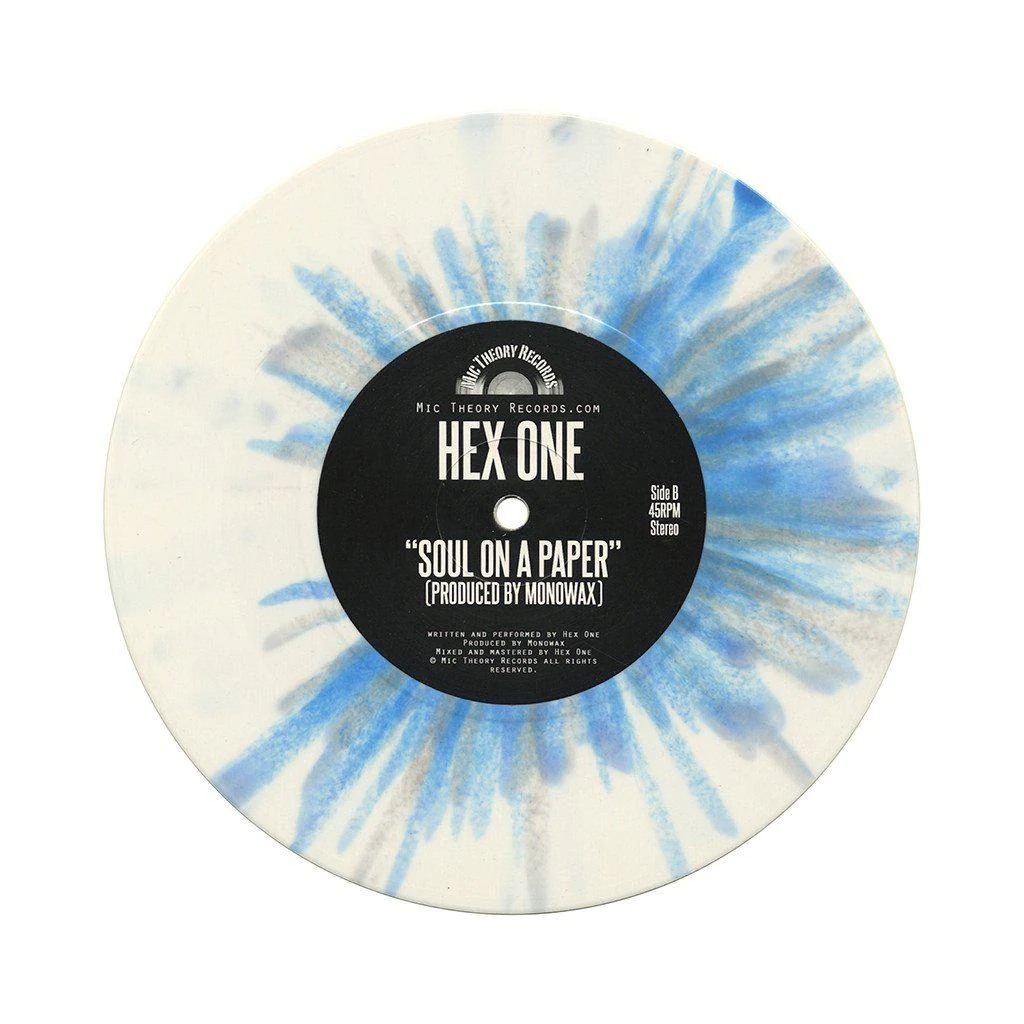 Mic Theory Records
Mic Theory Records.com
HEX ONE
Side B
45RPM
Stereo
“SOUL ON A PAPER”
(PRODUCED BY MONOWAX)
written and performed by Hex One
Produced by Monowax
Mixed and mastered by Hex One
© Mic Theory Records all rights
reserved.